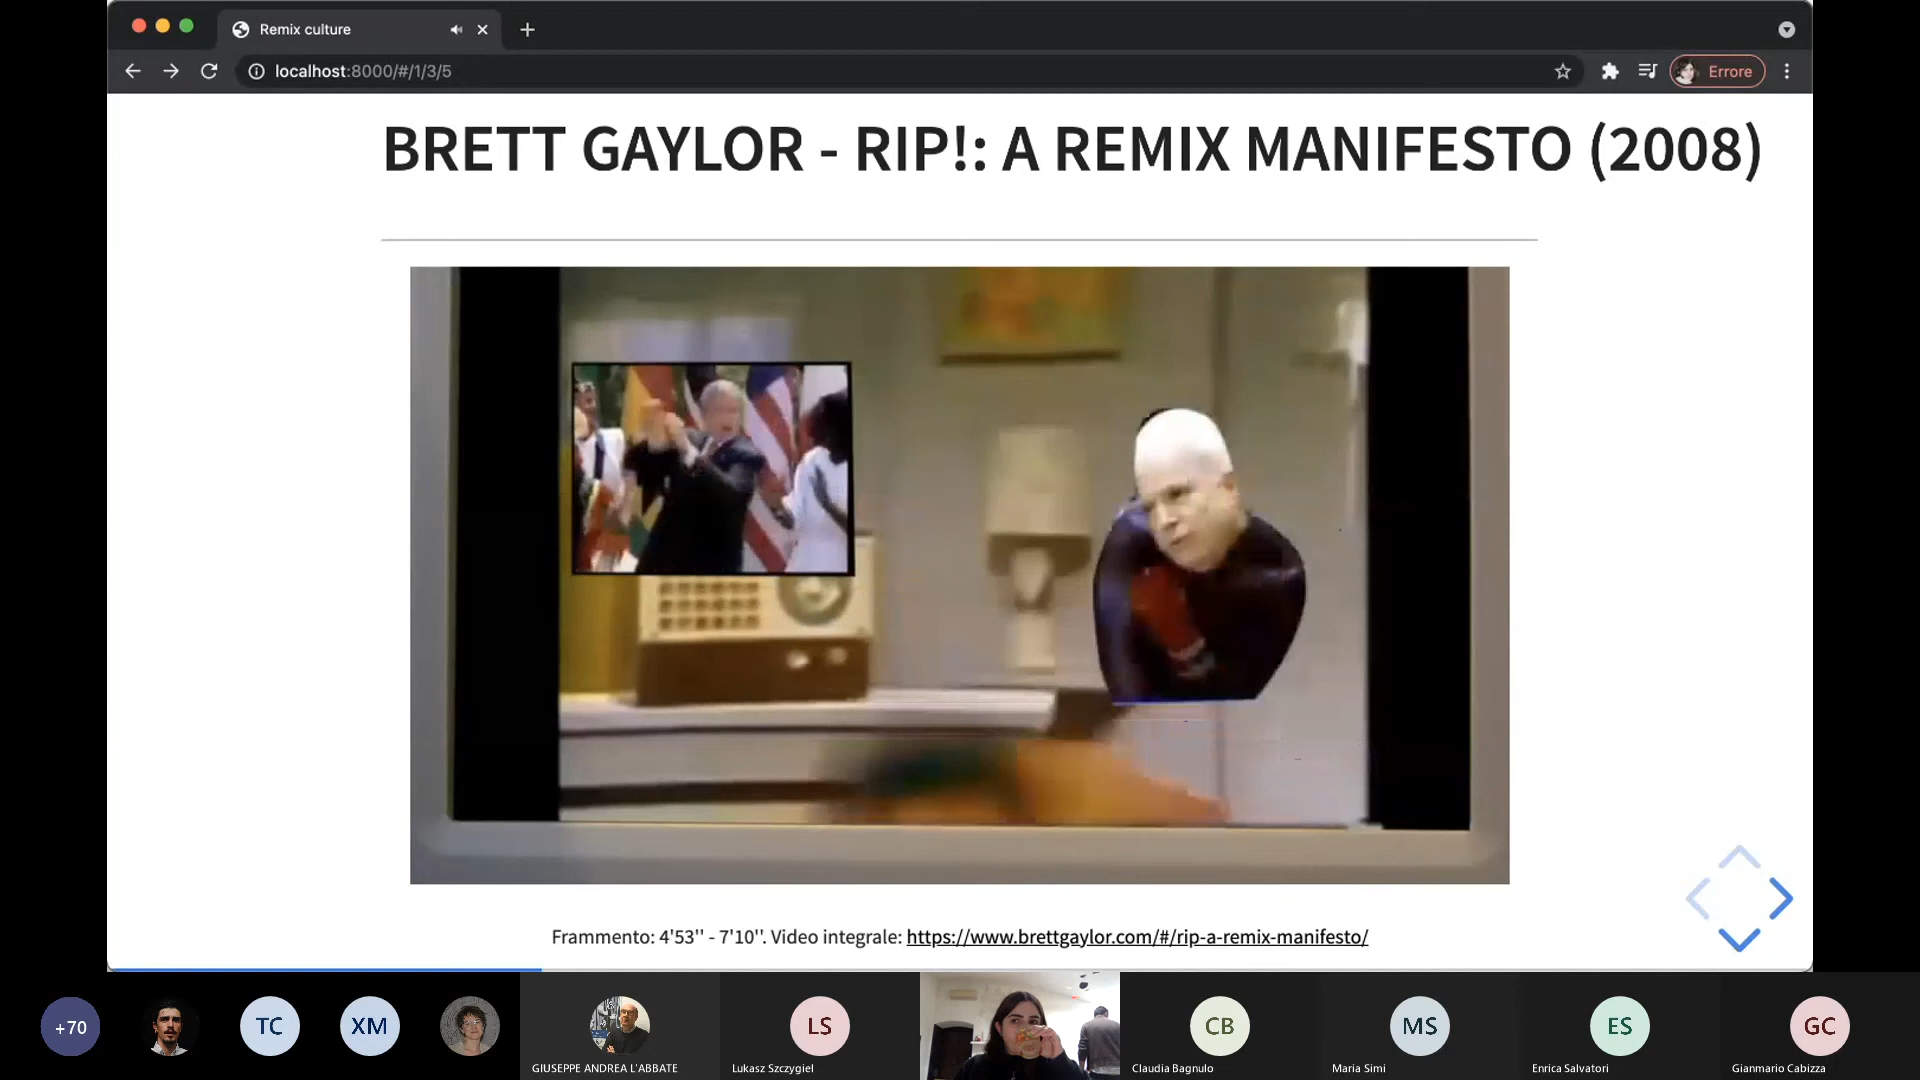 Remix culture
localhost:8000/#/1/3/5
Errore
BRETT GAYLOR - RIP!: A REMIX MANIFESTO (2008)
Frammento: 4'53'' - 7'10''. Video integrale: https://www.brettgaylor.com/#/rip-a-remix-manifesto/
+70
TC
XM
LS
CB
MS
ES
GC
GIUSEPPE ANDREA L'ABBATE
Lukasz Szczygiel
Claudia Bagnulo
Maria Simi
Enrica Salvatori
Gianmario Cabizza